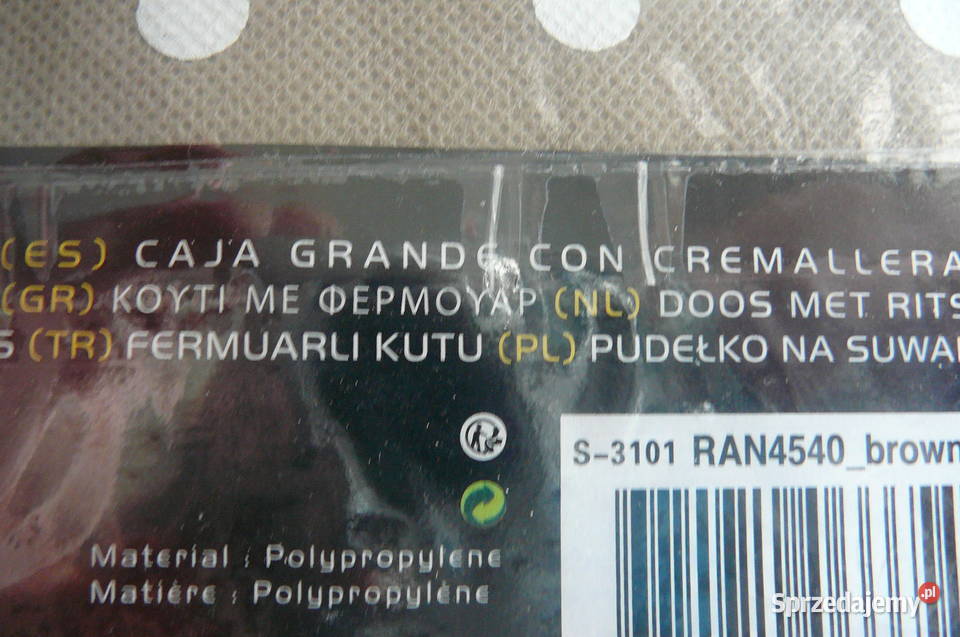 (ES) CAJA GRANDE CON CREMALLERA
(GR) ΚΟΥΤΙ ΜΕ ΦΕΡΜΟΥΑΡ (NL) DOOS MET RITS
S (TR) FERMUARLI KUTU (PL) PUDEŁKO NA SUWA
S-3101 RAN4540_brown
Material : Polypropylene
Matière : Polypropylène
Sprzedajemy.pl